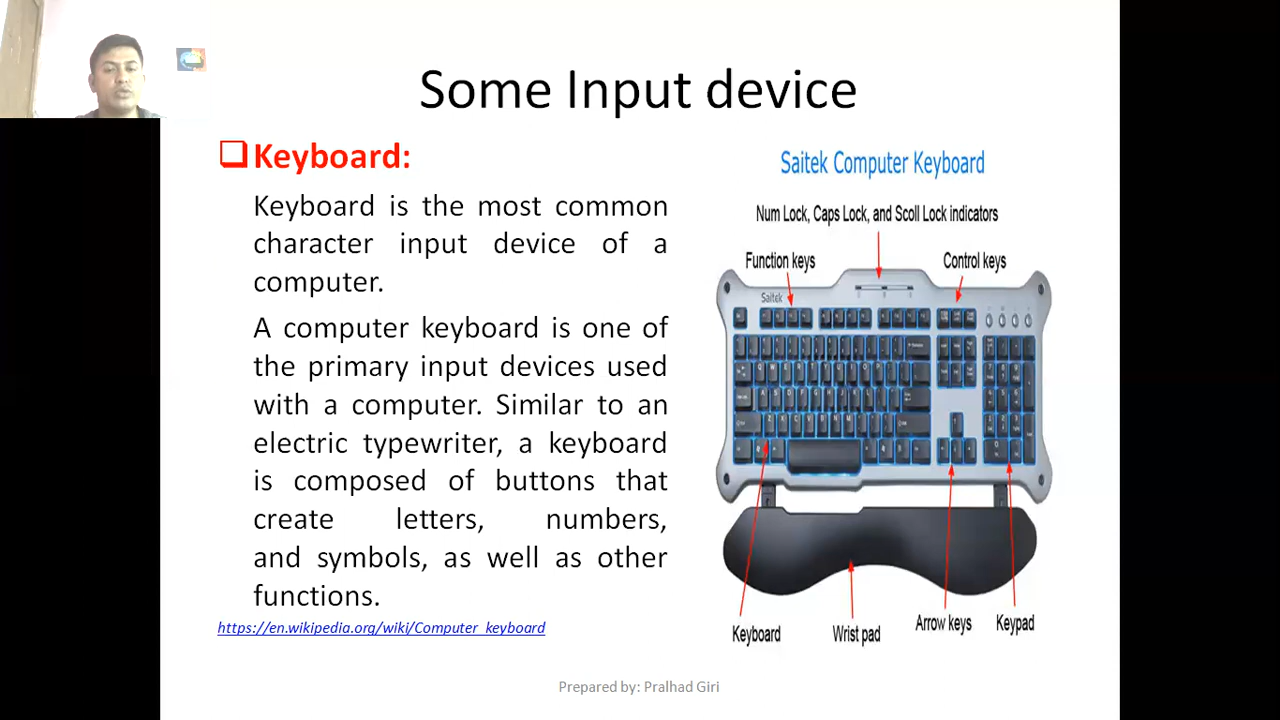 Some Input device
Keyboard:
Keyboard is the most common
character input device of a
computer.
A computer keyboard is one of
the primary input devices used
with a computer. Similar to an
electric typewriter, a keyboard
is composed of buttons that
create letters, numbers,
and symbols, as well as other
functions.
https://en.wikipedia.org/wiki/Computer_keyboard
Saitek Computer Keyboard
Num Lock, Caps Lock, and Scoll Lock indicators
Function keys
Control keys
Saitek
Keyboard
Wrist pad
Arrow keys
Keypad
Prepared by: Pralhad Giri